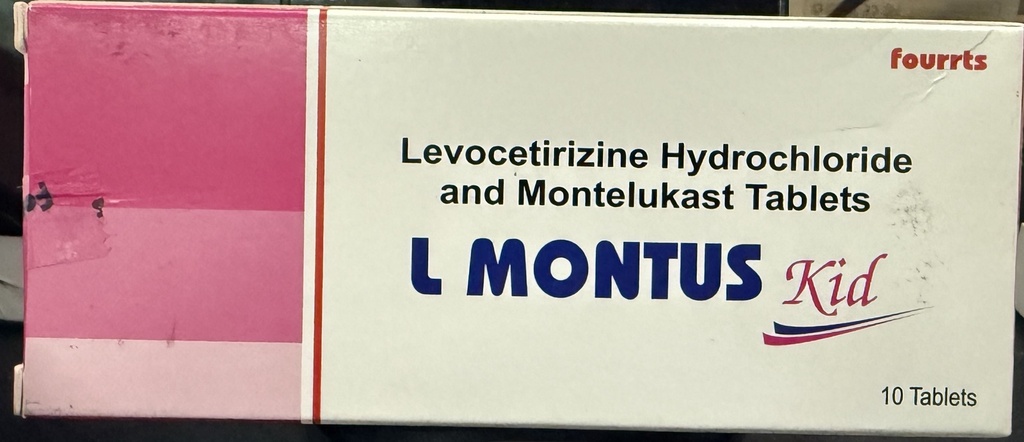 fourrts
Levocetirizine Hydrochloride
and Montelukast Tablets
L MONTUS Kid
10 Tablets